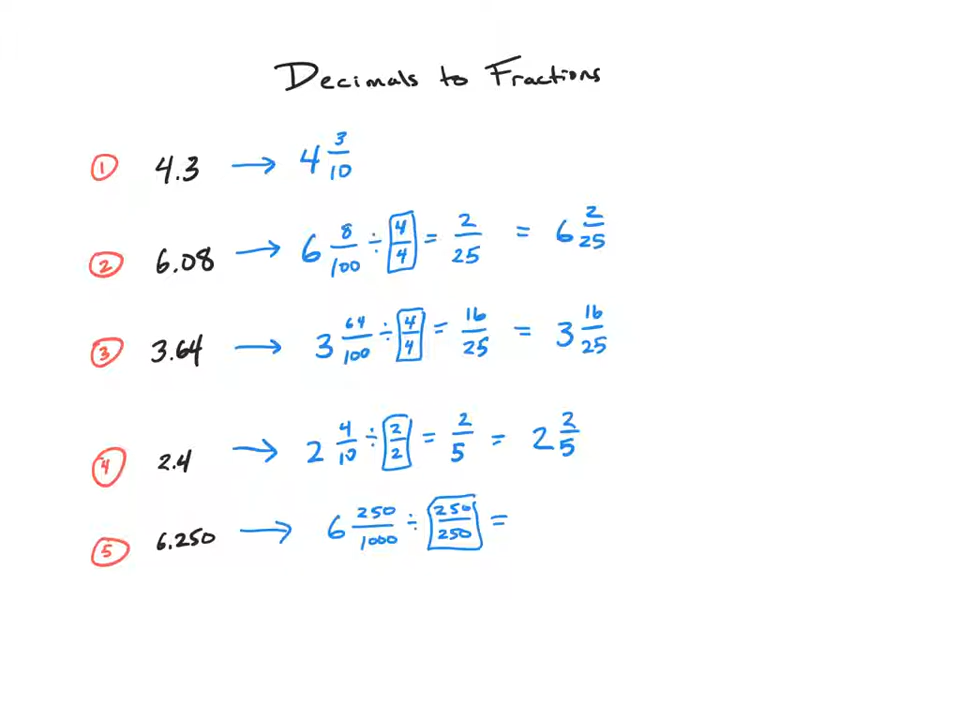 Decimals to Fractions
① 4.3 → 4 3/10
② 6.08 → 6 8/100 ÷ 4/4 = 2/25 = 6 2/25
③ 3.64 → 3 64/100 ÷ 4/4 = 16/25 = 3 16/25
④ 2.4 → 2 4/10 ÷ 2/2 = 2/5 = 2 2/5
⑤ 6.250 → 6 250/1000 ÷ 250/250 =